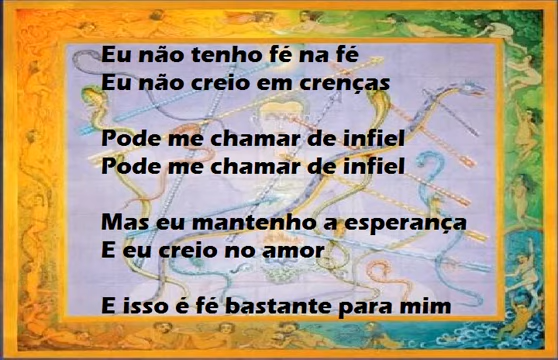 Eu não tenho fé na fé
Eu não creio em crenças
Pode me chamar de infiel
Pode me chamar de infiel
Mas eu mantenho a esperança
E eu creio no amor
E isso é fé bastante para mim